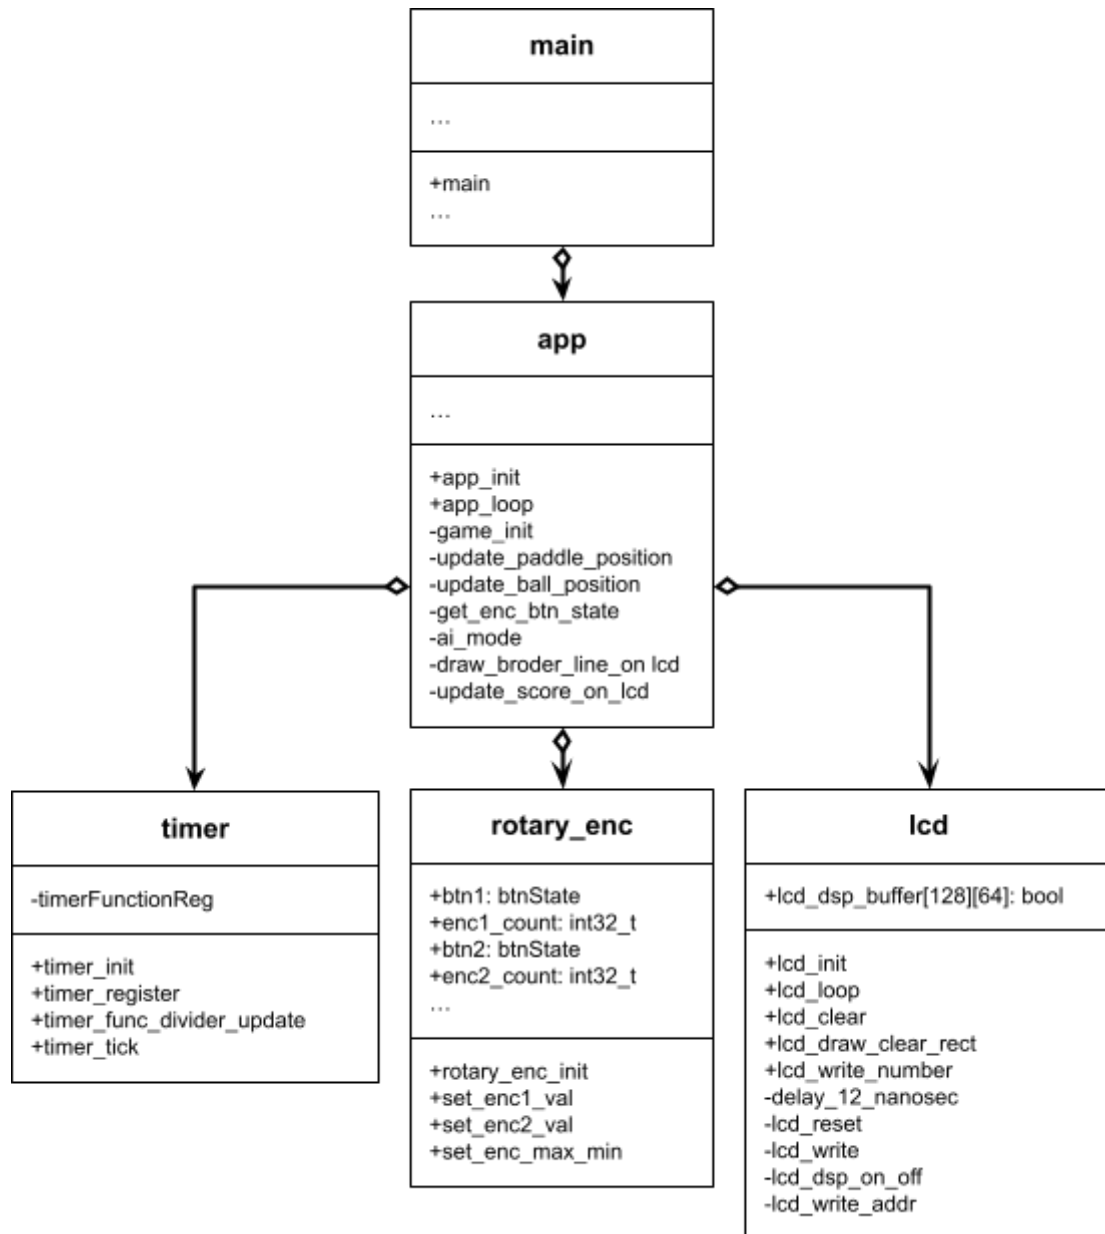 main
...
+main
...
app
...
+app_init
+app_loop
-game_init
-update_paddle_position
-update_ball_position
-get_enc_btn_state
-ai_mode
-draw_broder_line_on lcd
-update_score_on_lcd
timer
-timerFunctionReg
+timer_init
+timer_register
+timer_func_divider_update
+timer_tick
rotary_enc
+btn1: btnState
+enc1_count: int32_t
+btn2: btnState
+enc2_count: int32_t
...
+rotary_enc_init
+set_enc1_val
+set_enc2_val
+set_enc_max_min
lcd
+lcd_dsp_buffer[128][64]: bool
+lcd_init
+lcd_loop
+lcd_clear
+lcd_draw_clear_rect
+lcd_write_number
-delay_12_nanosec
-lcd_reset
-lcd_write
-lcd_dsp_on_off
-lcd_write_addr